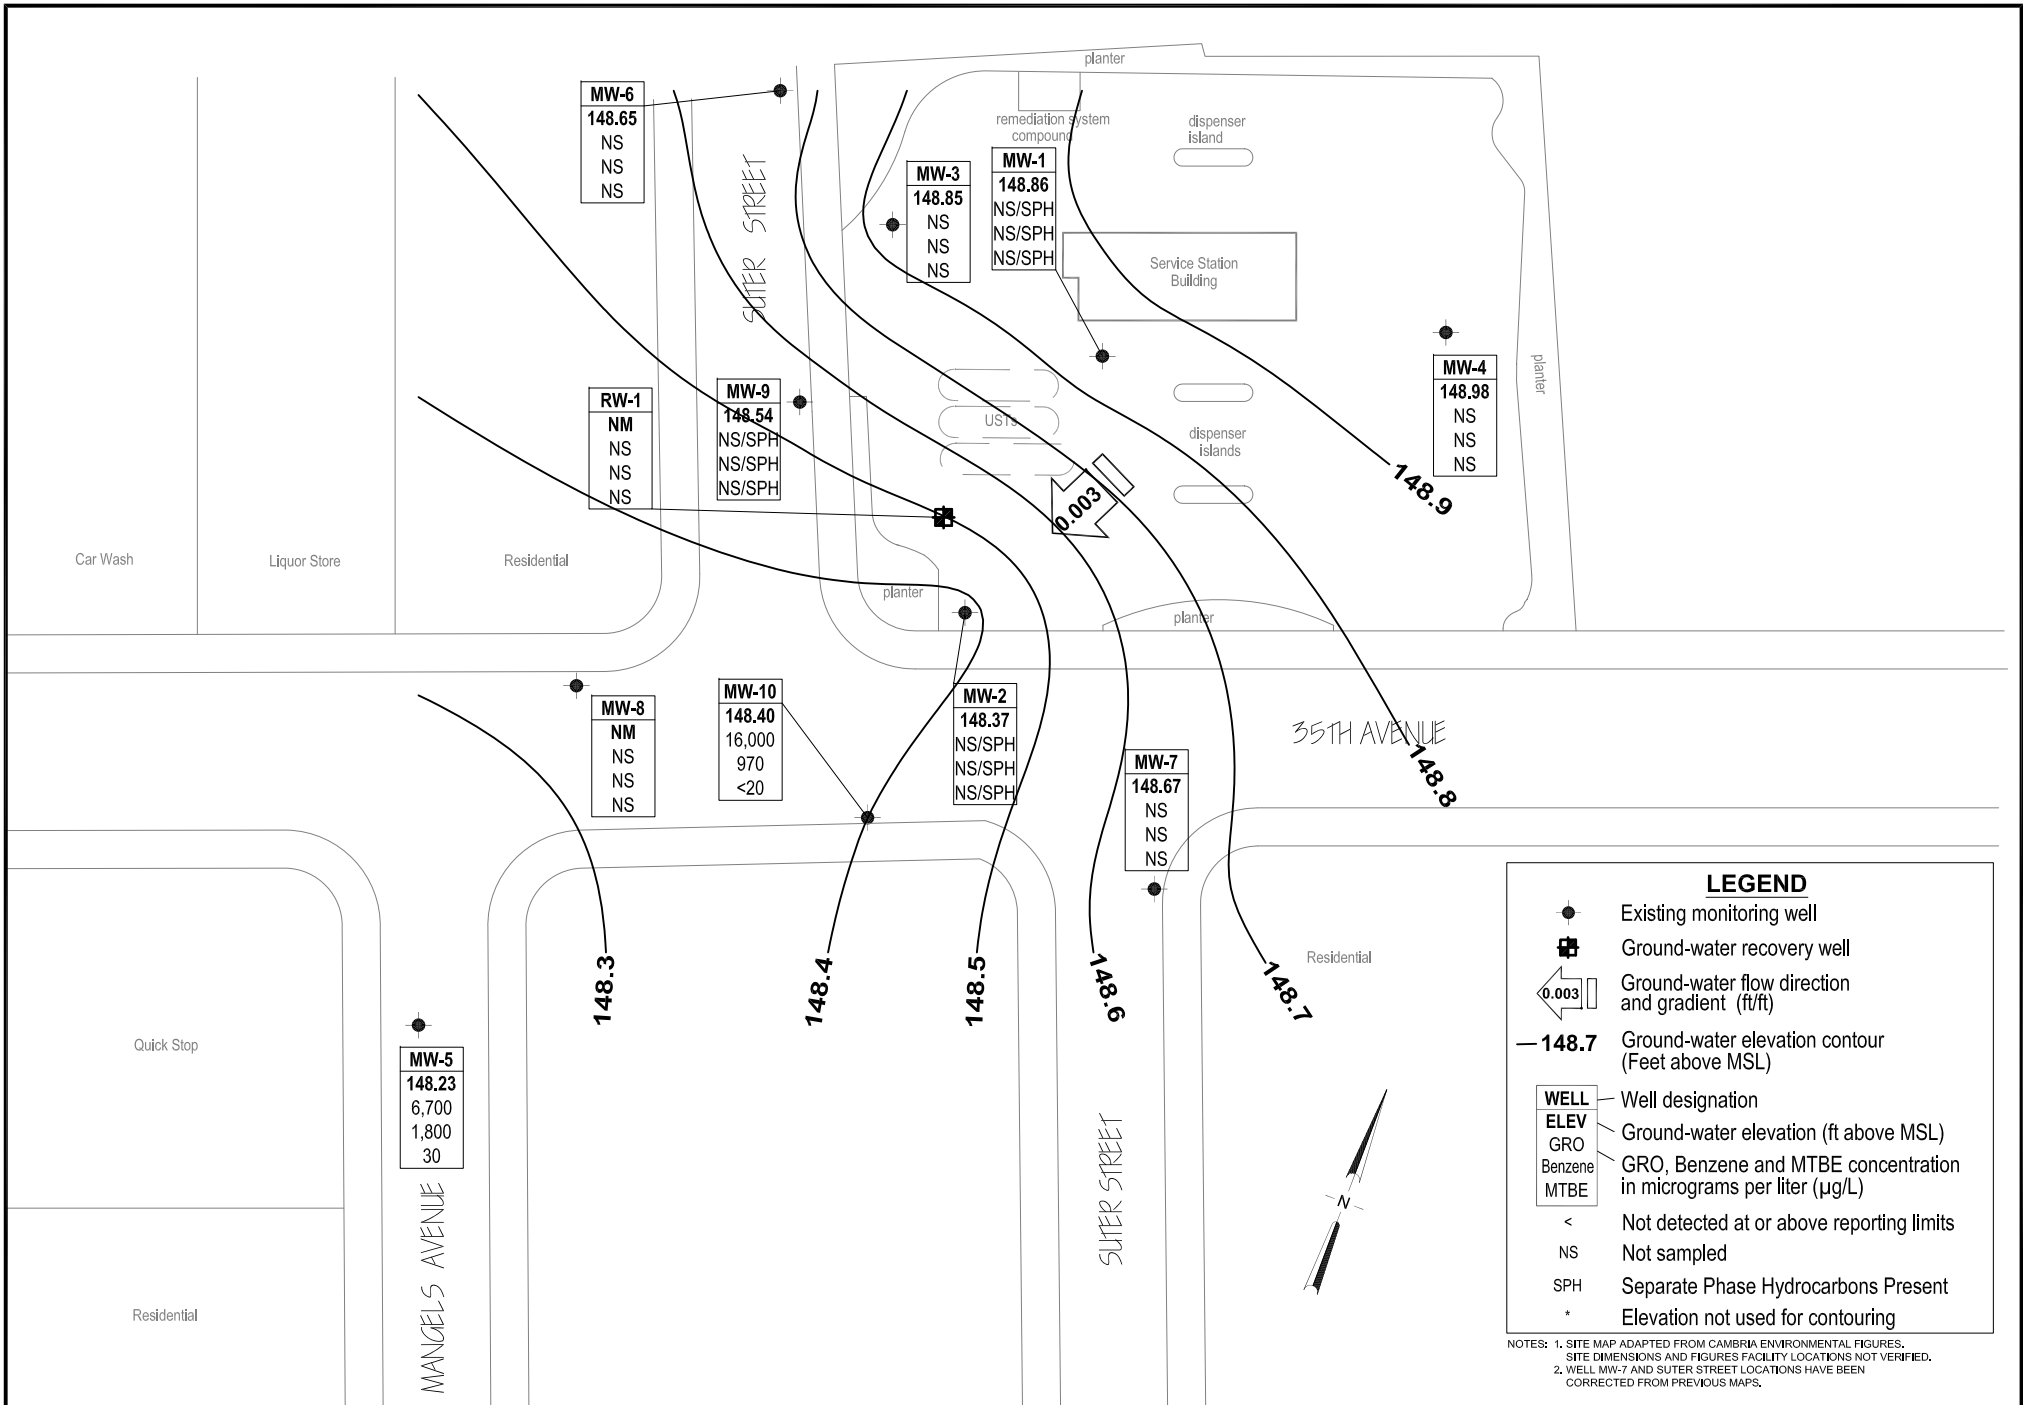 planter
MW-6
148.65
NS
NS
NS
SUTER STREET
remediation system
compound
dispenser
island
MW-3
148.85
NS
NS
NS
MW-1
148.86
NS/SPH
NS/SPH
NS/SPH
Service Station
Building
planter
MW-4
148.98
NS
NS
NS
RW-1
NM
NS
NS
NS
MW-9
148.54
NS/SPH
NS/SPH
NS/SPH
USTs
dispenser
islands
0.003
148.9
Car Wash
Liquor Store
Residential
planter
planter
MW-8
NM
NS
NS
NS
MW-10
148.40
16,000
970
<20
MW-2
148.37
NS/SPH
NS/SPH
NS/SPH
35TH AVENUE
MW-7
148.67
NS
NS
NS
148.8
148.3
148.4
148.5
148.6
148.7
Residential
Quick Stop
MW-5
148.23
6,700
1,800
30
MANGELS AVENUE
SUTER STREET
N
Residential
LEGEND
Existing monitoring well
Ground-water recovery well
0.003
Ground-water flow direction
and gradient (ft/ft)
148.7 Ground-water elevation contour
(Feet above MSL)
WELL Well designation
ELEV Ground-water elevation (ft above MSL)
GRO
Benzene
MTBE
GRO, Benzene and MTBE concentration
in micrograms per liter (µg/L)
< Not detected at or above reporting limits
NS Not sampled
SPH Separate Phase Hydrocarbons Present
* Elevation not used for contouring
NOTES: 1. SITE MAP ADAPTED FROM CAMBRIA ENVIRONMENTAL FIGURES.
SITE DIMENSIONS AND FIGURES FACILITY LOCATIONS NOT VERIFIED.
2. WELL MW-7 AND SUTER STREET LOCATIONS HAVE BEEN
CORRECTED FROM PREVIOUS MAPS.